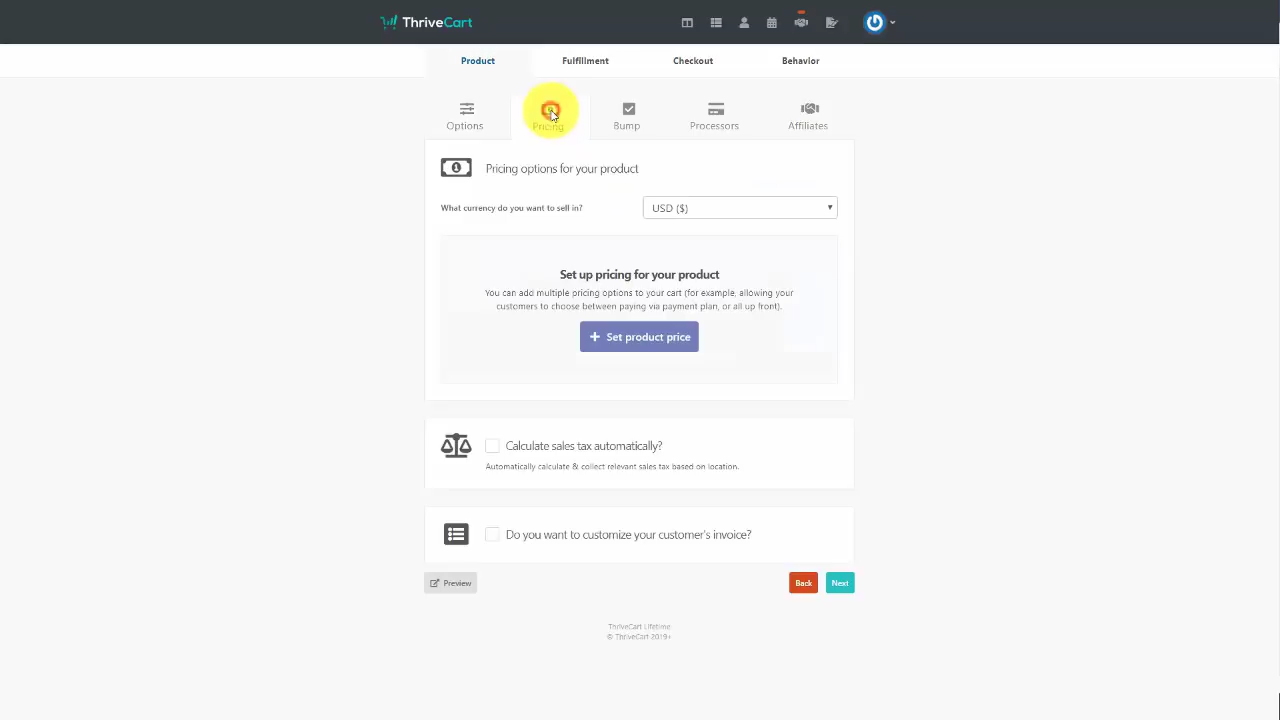 ThriveCart
Product
Fulfillment
Checkout
Behavior
Options
Pricing
Bump
Processors
Affiliates
Pricing options for your product
What currency do you want to sell in?
USD ($)
Set up pricing for your product
You can add multiple pricing options to your cart (for example, allowing your
customers to choose between paying via payment plan, or all up front).
+ Set product price
Calculate sales tax automatically?
Automatically calculate & collect relevant sales tax based on location.
Do you want to customize your customer's invoice?
Preview
Back
Next
ThriveCart Lifetime
© ThriveCart 2019+